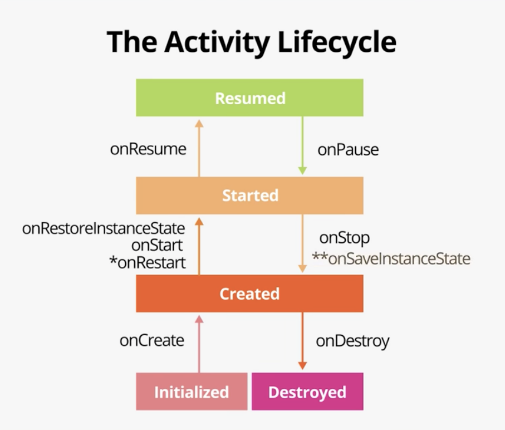 The Activity Lifecycle
Resumed
onResume
onPause
Started
onRestoreInstanceState
onStart
*onRestart
onStop
**onSaveInstanceState
Created
onCreate
onDestroy
Initialized
Destroyed